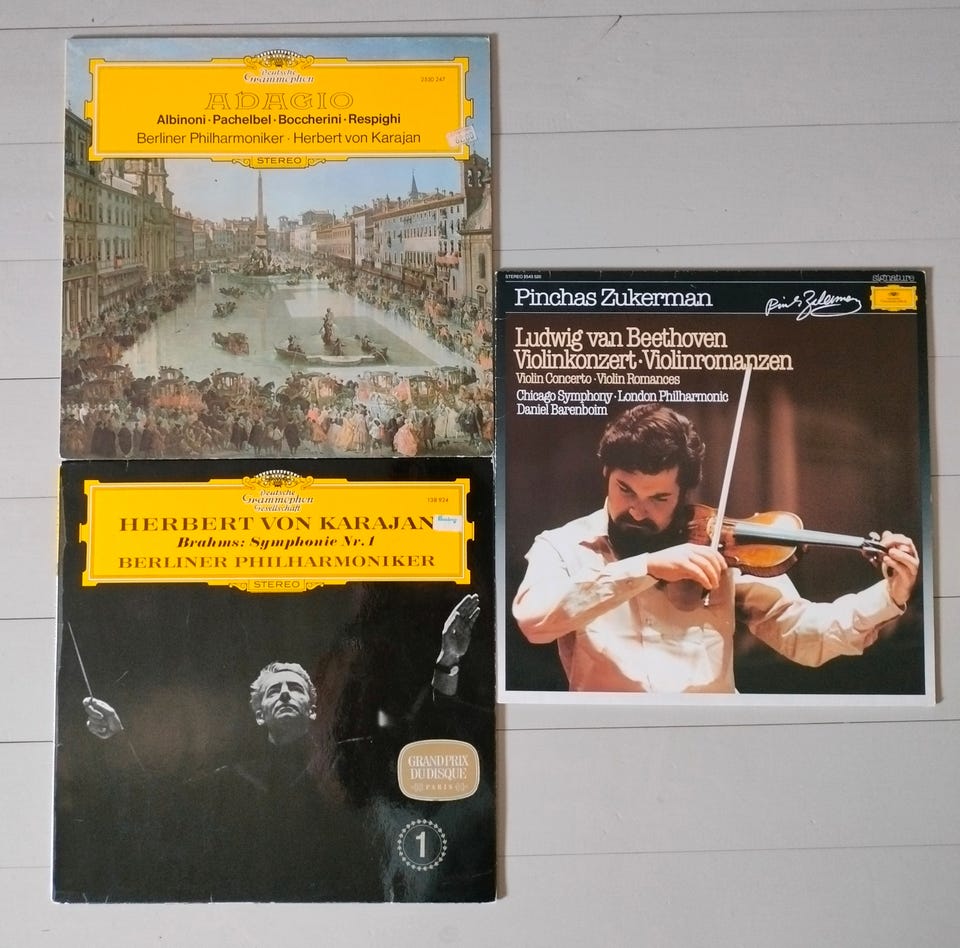 Deutsche
Grammophon
2530 247
ADAGIO
Albinoni · Pachelbel · Boccherini · Respighi
Berliner Philharmoniker · Herbert von Karajan
STEREO
Deutsche
Grammophon
Gesellschaft
138 924
HERBERT VON KARAJAN
Brahms: Symphonie Nr. 1
BERLINER PHILHARMONIKER
STEREO
GRAND PRIX
DU DISQUE
PARIS
1
STEREO 2543 520
signature
Pinchas Zukerman
Ludwig van Beethoven
Violinkonzert · Violinromanzen
Violin Concerto · Violin Romances
Chicago Symphony · London Philharmonic
Daniel Barenboim